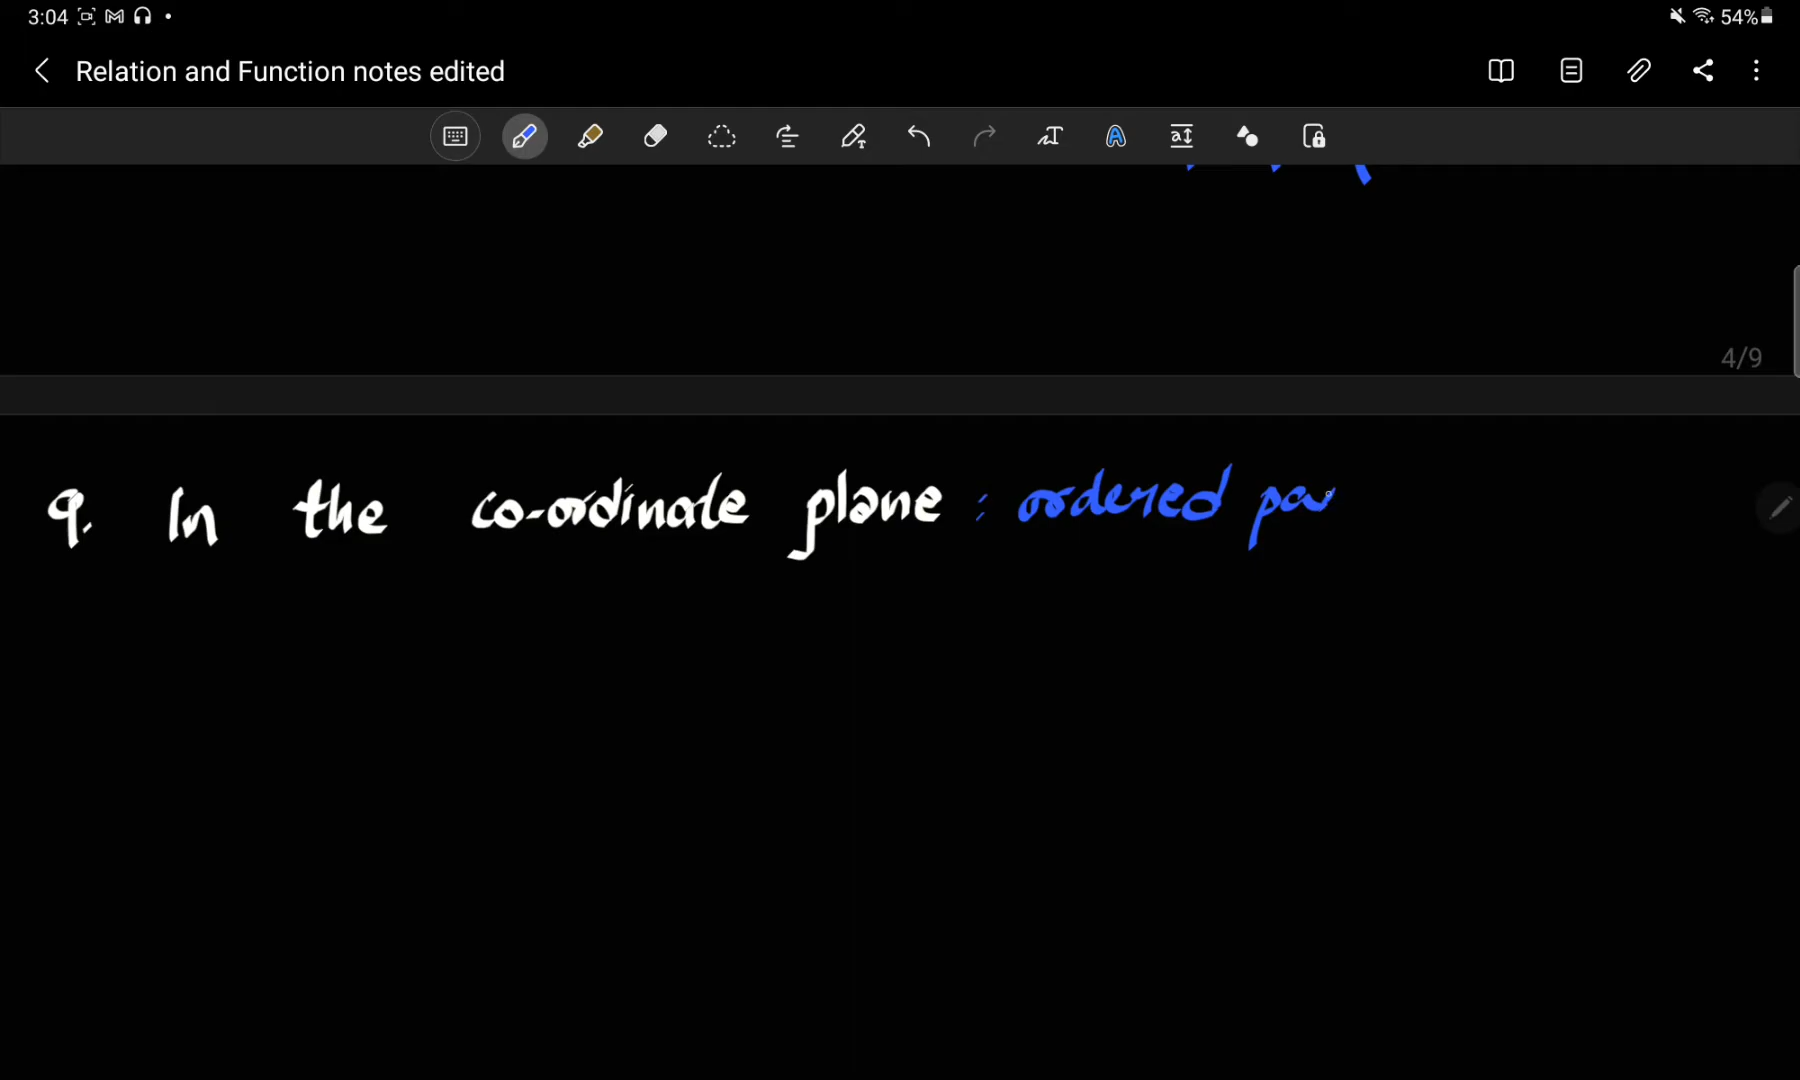 3:04 54%
Relation and Function notes edited
4/9
9. In the co-ordinate plane : ordered pa